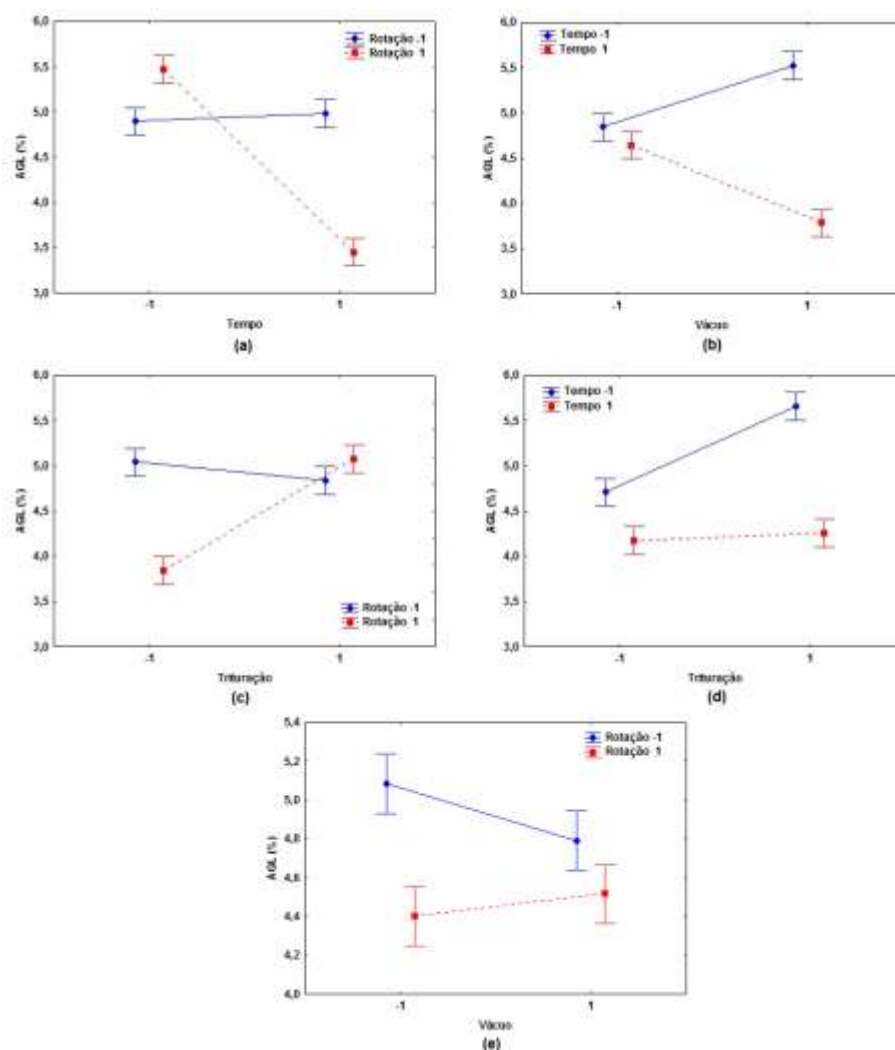 6,0
5,5
5,0
4,5
4,0
3,5
3,0
AGL (%)
Rotação -1
Rotação 1
-1
1
Tempo
(a)
6,0
5,5
5,0
4,5
4,0
3,5
3,0
AGL (%)
Tempo -1
Tempo 1
-1
1
Vácuo
(b)
6,0
5,5
5,0
4,5
4,0
3,5
3,0
AGL (%)
Rotação -1
Rotação 1
-1
1
Trituração
(c)
6,0
5,5
5,0
4,5
4,0
3,5
3,0
AGL (%)
Tempo -1
Tempo 1
-1
1
Trituração
(d)
5,4
5,2
5,0
4,8
4,6
4,4
4,2
4,0
AGL (%)
Rotação -1
Rotação 1
-1
1
Vácuo
(e)